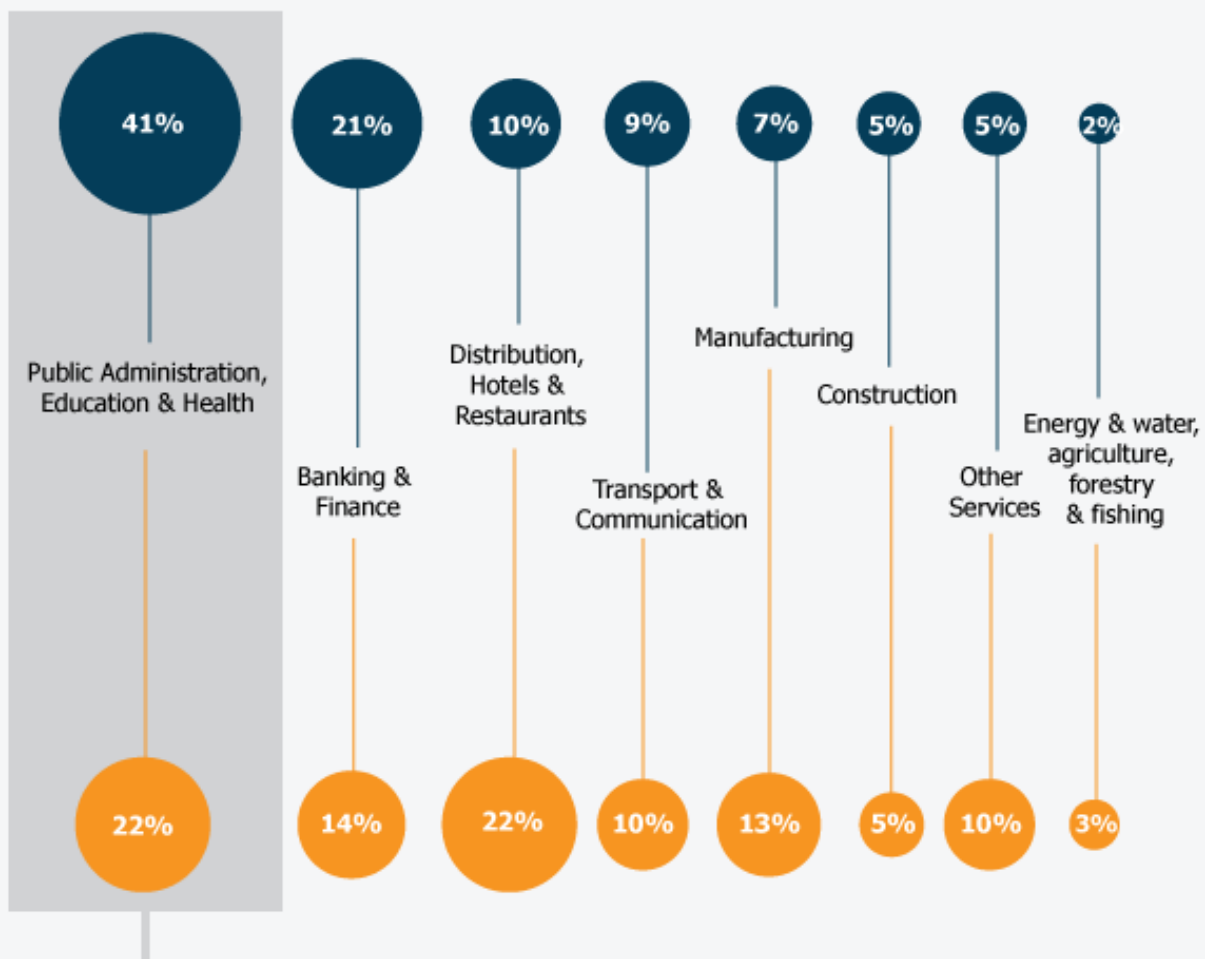 41%
21%
10%
9%
7%
5%
5%
2%
Public Administration,
Education & Health
Banking &
Finance
Distribution,
Hotels &
Restaurants
Transport &
Communication
Manufacturing
Construction
Other
Services
Energy & water,
agriculture,
forestry
& fishing
22%
14%
22%
10%
13%
5%
10%
3%